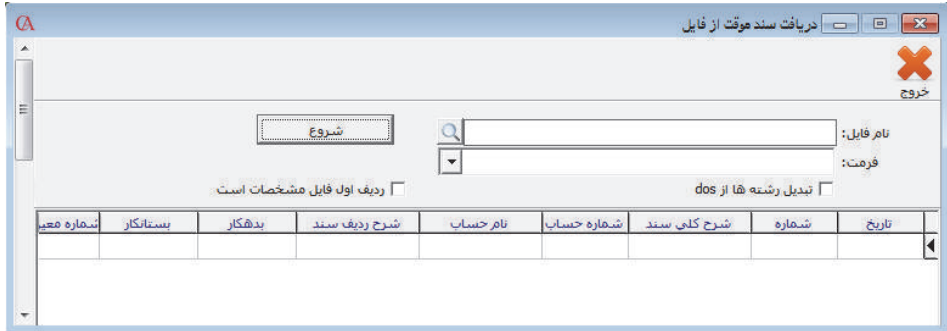 دریافت سند موقت از فایل
خروج
نام فایل:
شروع
فرمت:
تبدیل رشته ها از dos
ردیف اول فایل مشخصات است
تاریخ شماره شرح کلی سند شماره حساب نام حساب شرح ردیف سند بدهکار بستانکار شماره معین